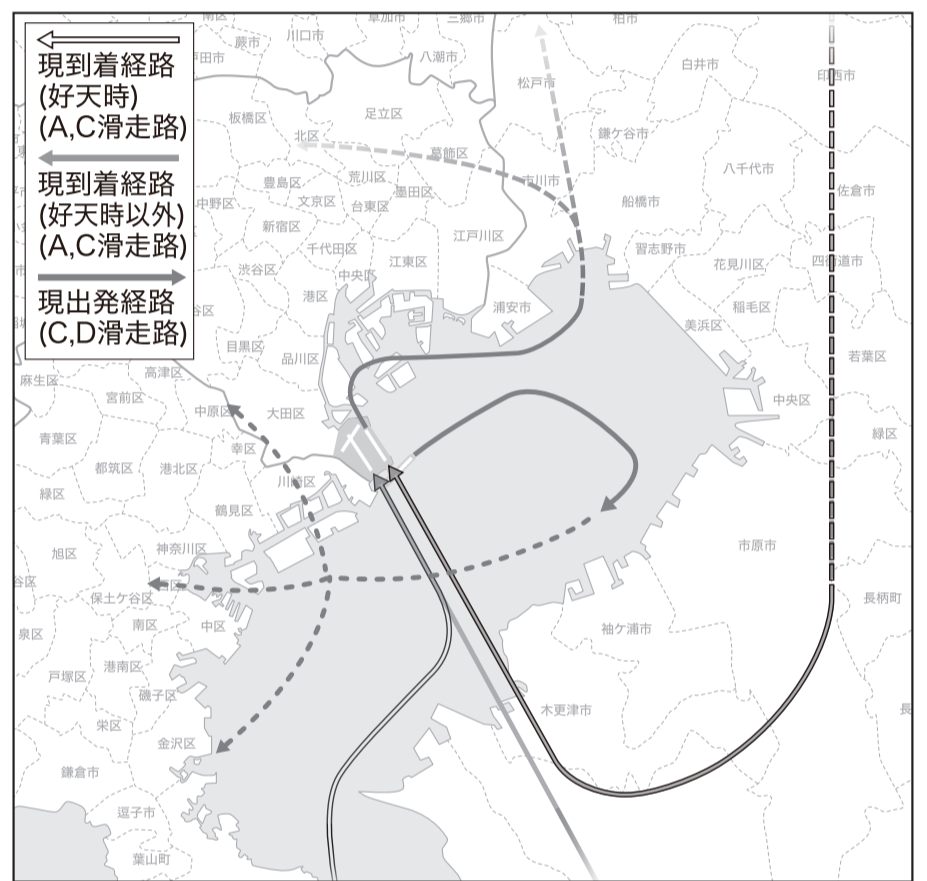 現到着経路
(好天時)
(A,C滑走路)
現到着経路
(好天時以外)
(A,C滑走路)
現出発経路
(C,D滑走路)
南区
草加市
三郷市
柏市
蕨市
川口市
戸田市
八潮市
松戸市
白井市
印西市
板橋区
足立区
北区
葛飾区
鎌ケ谷市
市川市
八千代市
佐倉市
豊島区
荒川区
墨田区
中野区
文京区
台東区
船橋市
新宿区
江戸川区
千代田区
習志野市
渋谷区
中央区
江東区
花見川区
四街道市
港区
浦安市
稲毛区
美浜区
目黒区
品川区
若葉区
麻生区
高津区
宮前区
中原区
大田区
中央区
青葉区
幸区
緑区
都筑区
港北区
川崎区
緑区
鶴見区
旭区
神奈川区
市原市
谷区
西区
保土ケ谷区
長柄町
泉区
南区
中区
袖ケ浦市
戸塚区
港南区
磯子区
木更津市
長
栄区
金沢区
鎌倉市
逗子市
葉山町